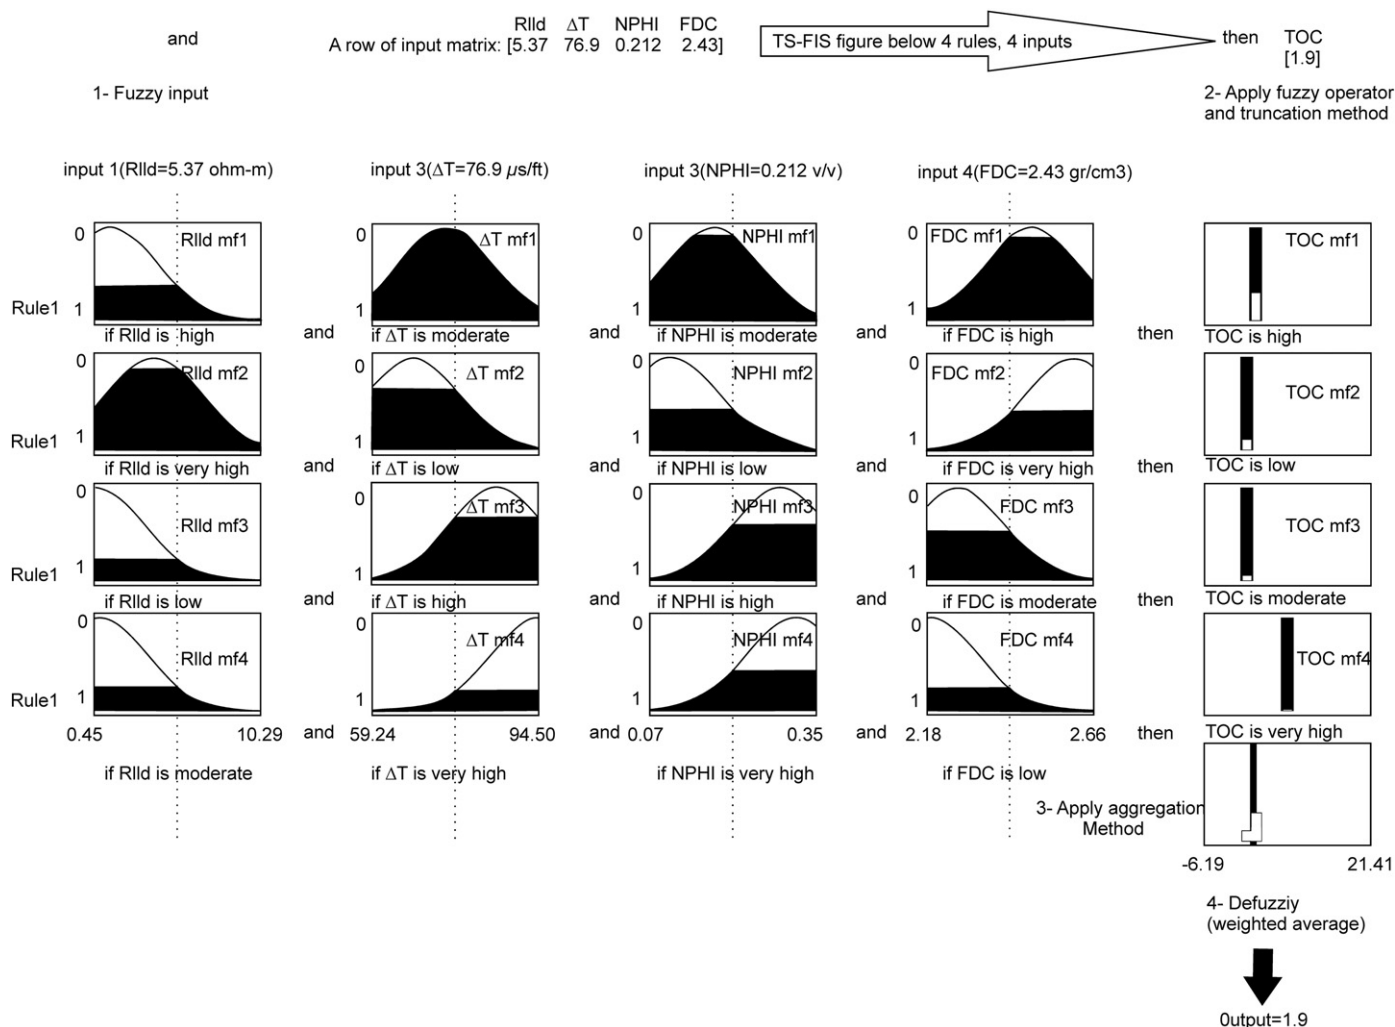 RIld ΔT NPHI FDC
and
A row of input matrix: [5.37 76.9 0.212 2.43]
TS-FIS figure below 4 rules, 4 inputs
then TOC
[1.9]
1- Fuzzy input
2- Apply fuzzy operator
and truncation method
input 1(RIld=5.37 ohm-m)
input 3(ΔT=76.9 µs/ft)
input 3(NPHI=0.212 v/v)
input 4(FDC=2.43 gr/cm3)
Rule1
0
1
RIld mf1
ΔT mf1
0
1
NPHI mf1
0
1
FDC mf1
0
1
TOC mf1
if RIld is high and if ΔT is moderate and if NPHI is moderate and if FDC is high then TOC is high
Rule1
0
1
RIld mf2
0
1
ΔT mf2
0
1
NPHI mf2
0
1
FDC mf2
TOC mf2
if RIld is very high and if ΔT is low and if NPHI is low and if FDC is very high then TOC is low
Rule1
0
1
RIld mf3
0
1
ΔT mf3
0
1
NPHI mf3
0
1
FDC mf3
TOC mf3
if RIld is low and if ΔT is high and if NPHI is high and if FDC is moderate then TOC is moderate
Rule1
0
1
RIld mf4
0
1
ΔT mf4
0
1
NPHI mf4
0
1
FDC mf4
TOC mf4
0.45 10.29 and 59.24 94.50 and 0.07 0.35 and 2.18 2.66 then TOC is very high
if RIld is moderate if ΔT is very high if NPHI is very high if FDC is low
3- Apply aggregation
Method
-6.19 21.41
4- Defuzziy
(weighted average)
0utput=1.9